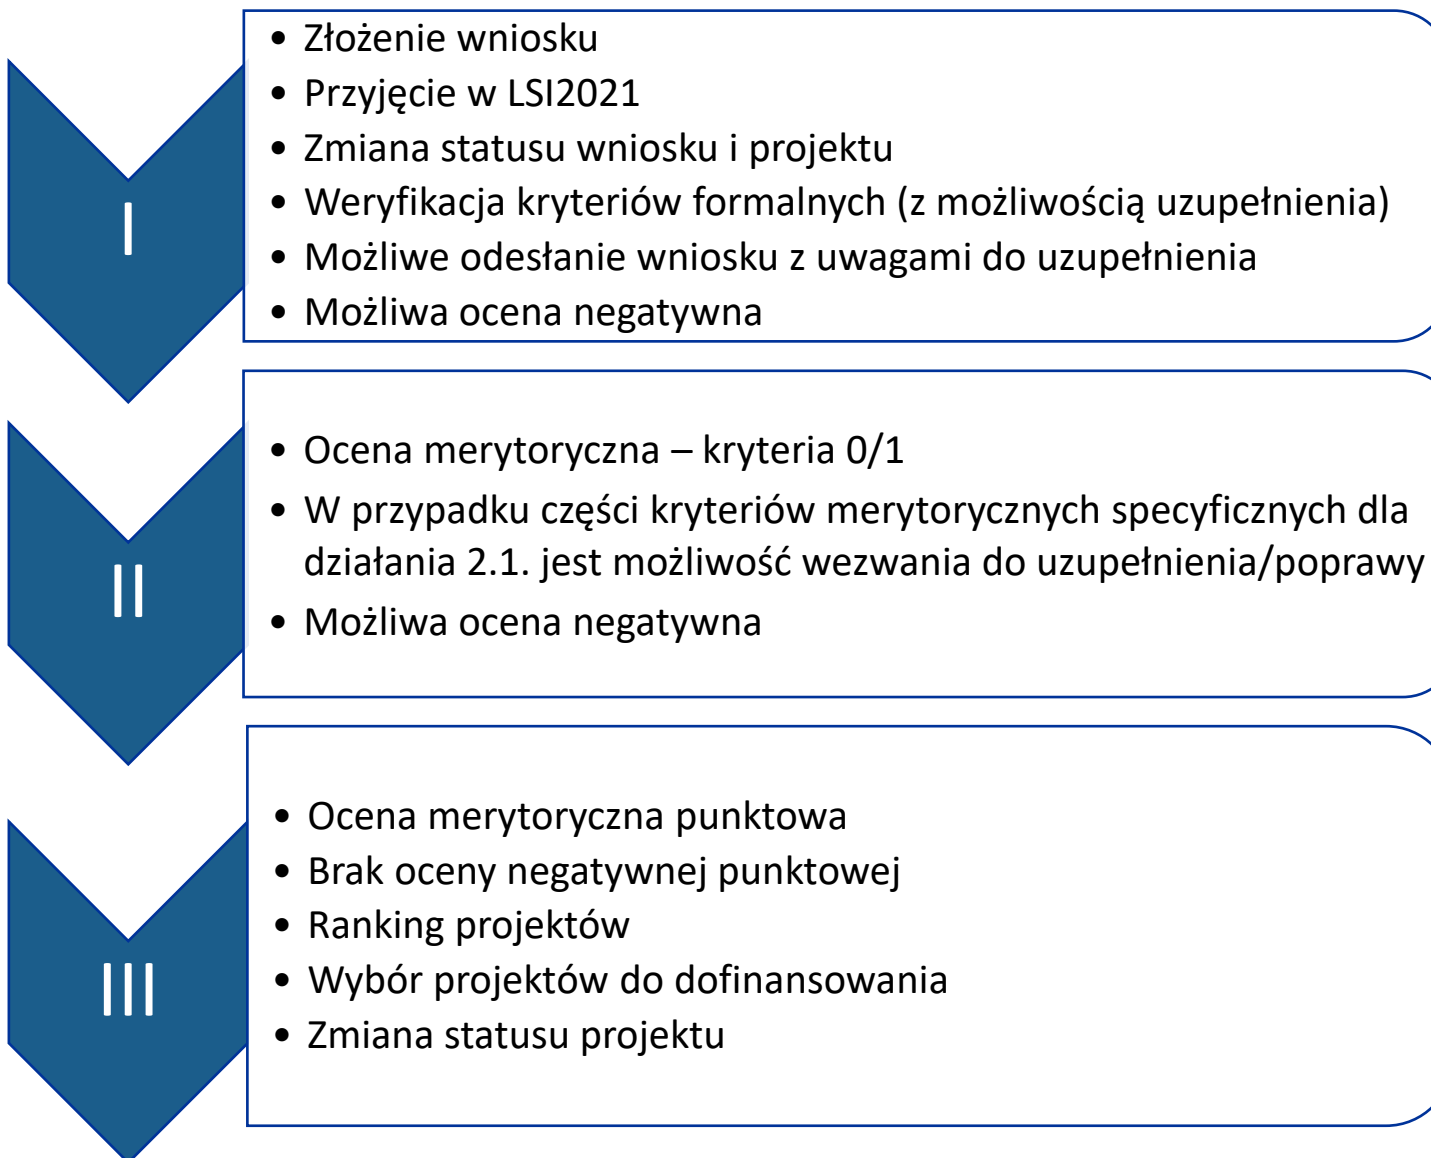 I
• Złożenie wniosku
• Przyjęcie w LSI2021
• Zmiana statusu wniosku i projektu
• Weryfikacja kryteriów formalnych (z możliwością uzupełnienia)
• Możliwe odesłanie wniosku z uwagami do uzupełnienia
• Możliwa ocena negatywna
II
• Ocena merytoryczna – kryteria 0/1
• W przypadku części kryteriów merytorycznych specyficznych dla
działania 2.1. jest możliwość wezwania do uzupełnienia/poprawy
• Możliwa ocena negatywna
III
• Ocena merytoryczna punktowa
• Brak oceny negatywnej punktowej
• Ranking projektów
• Wybór projektów do dofinansowania
• Zmiana statusu projektu